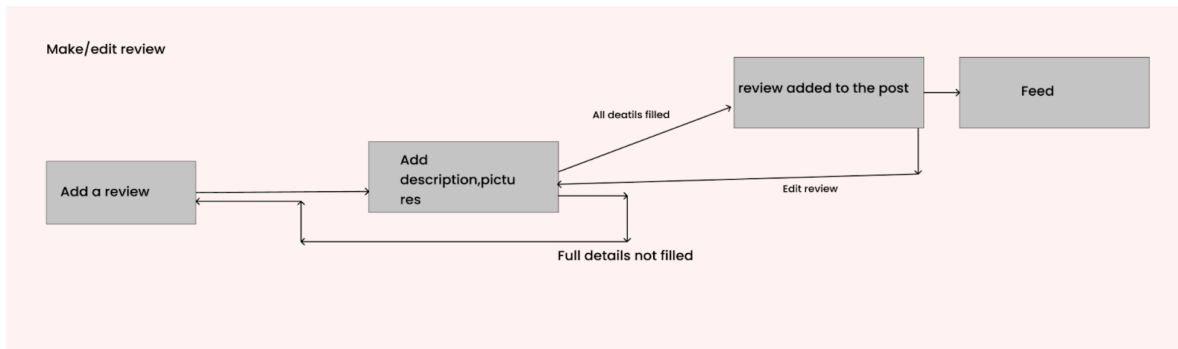 Make/edit review
review added to the post
Feed
All deatils filled
Add
description,pictu
res
Add a review
Edit review
Full details not filled